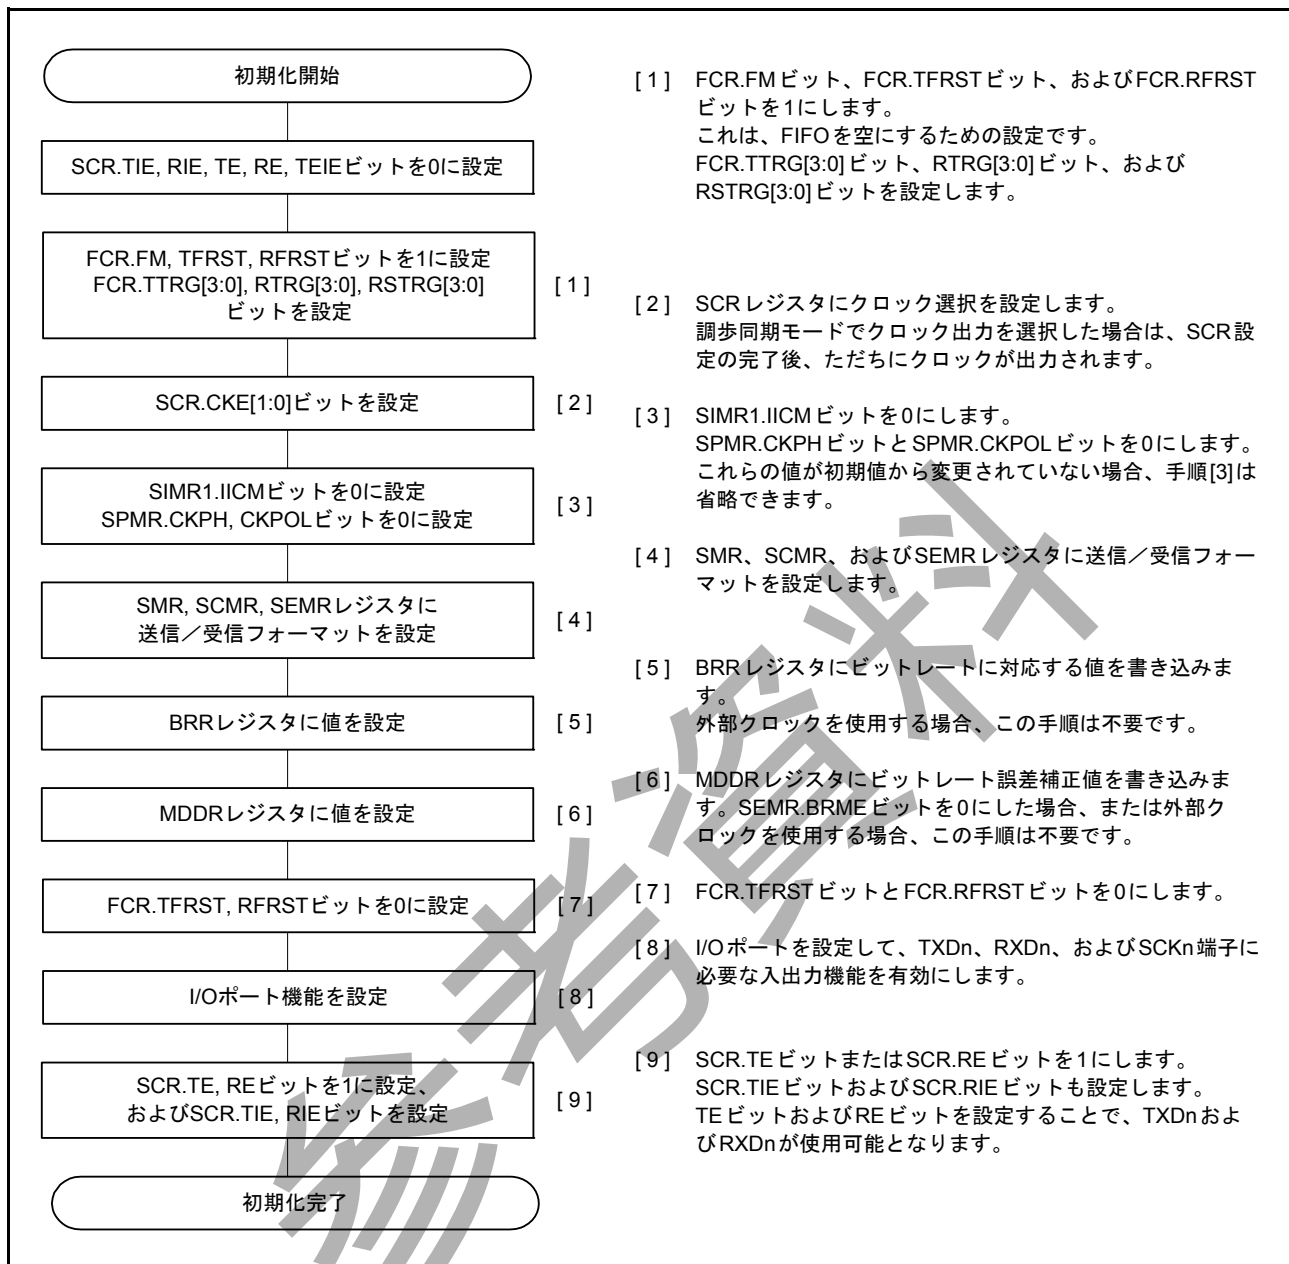 初期化開始
SCR.TIE, RIE, TE, RE, TEIEビットを0に設定
FCR.FM, TFRST, RFRSTビットを1に設定
FCR.TTRG[3:0], RTRG[3:0], RSTRG[3:0]
ビットを設定
[ 1 ]
SCR.CKE[1:0]ビットを設定
[ 2 ]
SIMR1.IICMビットを0に設定
SPMR.CKPH, CKPOLビットを0に設定
[ 3 ]
SMR, SCMR, SEMRレジスタに
送信／受信フォーマットを設定
[ 4 ]
BRRレジスタに値を設定
[ 5 ]
MDDRレジスタに値を設定
[ 6 ]
FCR.TFRST, RFRSTビットを0に設定
[ 7 ]
I/Oポート機能を設定
[ 8 ]
SCR.TE, REビットを1に設定、
およびSCR.TIE, RIEビットを設定
[ 9 ]
初期化完了
[ 1 ] FCR.FMビット、FCR.TFRSTビット、およびFCR.RFRST
ビットを1にします。
これは、FIFOを空にするための設定です。
FCR.TTRG[3:0]ビット、RTRG[3:0]ビット、および
RSTRG[3:0]ビットを設定します。
[ 2 ] SCRレジスタにクロック選択を設定します。
調歩同期モードでクロック出力を選択した場合は、SCR設
定の完了後、ただちにクロックが出力されます。
[ 3 ] SIMR1.IICMビットを0にします。
SPMR.CKPHビットとSPMR.CKPOLビットを0にします。
これらの値が初期値から変更されていない場合、手順[3]は
省略できます。
[ 4 ] SMR、SCMR、およびSEMRレジスタに送信／受信フォー
マットを設定します。
[ 5 ] BRRレジスタにビットレートに対応する値を書き込みま
す。
外部クロックを使用する場合、この手順は不要です。
[ 6 ] MDDRレジスタにビットレート誤差補正値を書き込みま
す。SEMR.BRMEビットを0にした場合、または外部ク
ロックを使用する場合、この手順は不要です。
[ 7 ] FCR.TFRSTビットとFCR.RFRSTビットを0にします。
[ 8 ] I/Oポートを設定して、TXDn、RXDn、およびSCKn端子に
必要な入出力機能を有効にします。
[ 9 ] SCR.TEビットまたはSCR.REビットを1にします。
SCR.TIEビットおよびSCR.RIEビットも設定します。
TEビットおよびREビットを設定することで、TXDnおよ
びRXDnが使用可能となります。
参考資料